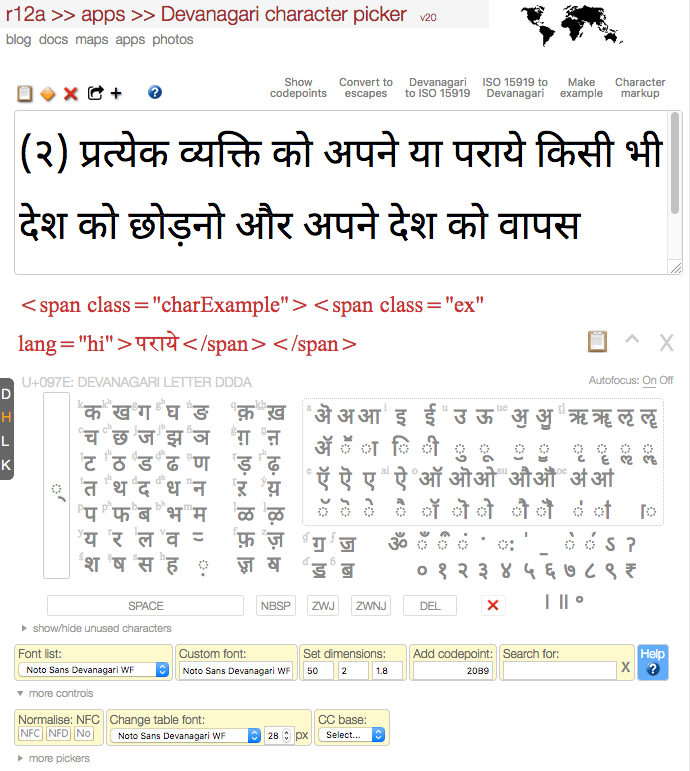 r12a >> apps >> Devanagari character picker v20
blog docs maps apps photos
Show codepoints
Convert to escapes
Devanagari to ISO 15919
ISO 15919 to Devanagari
Make example
Character markup
(२) प्रत्येक व्यक्ति को अपने या पराये किसी भी
देश को छोड़नो और अपने देश को वापस
<span class="charExample"><span class="ex"
lang="hi">पराये</span></span>
U+097E: DEVANAGARI LETTER DDDA
Autofocus: On Off
D
H
L
K
क ख ग घ ङ क़ ख़
च छ ज झ ञ ग़ ऩ
ट ठ ड ढ ण ड़ ढ़
त थ द ध न ऱ य़
प फ ब भ म ळ ऴ
य र ल व फ़ ज़
श ष स ह
ऄ अ आ इ ई उ ऊ
ॐ
० १ २ ३ ४ ५ ६ ७ ८ ९ ₹
। ॥ ॰
SPACE NBSP ZWJ ZWNJ DEL
show/hide unused characters
Font list: Custom font: Set dimensions: Add codepoint: Search for: Help
Noto Sans Devanagari WF Noto Sans Devanagari WF 50 2 1.8 20B9 X ?
more controls
Normalise: NFC Change table font: CC base:
NFC NFD No Noto Sans Devanagari WF 28 px Select...
more pickers